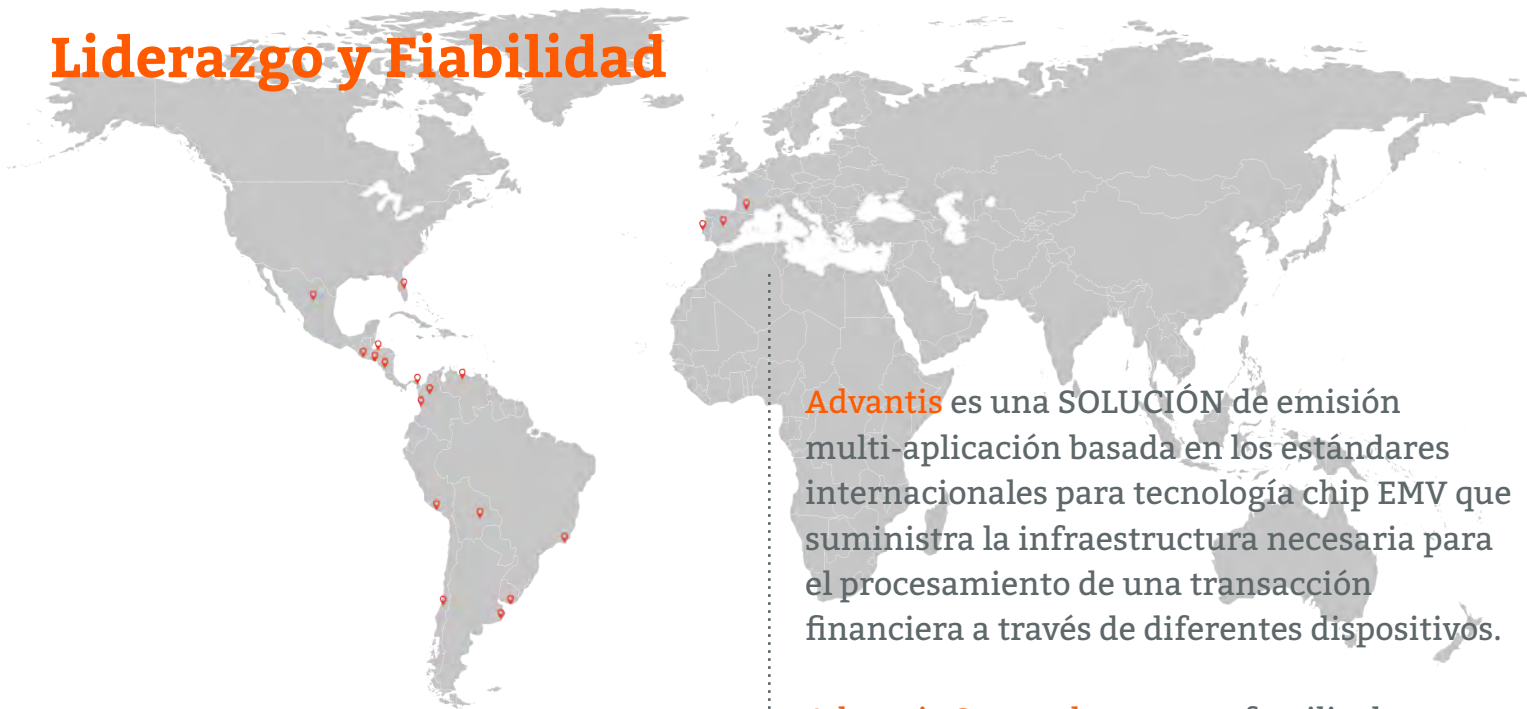 Liderazgo y Fiabilidad
Advantis es una SOLUCIÓN de emisión
multi-aplicación basada en los estándares
internacionales para tecnología chip EMV que
suministra la infraestructura necesaria para
el procesamiento de una transacción
financiera a través de diferentes dispositivos.